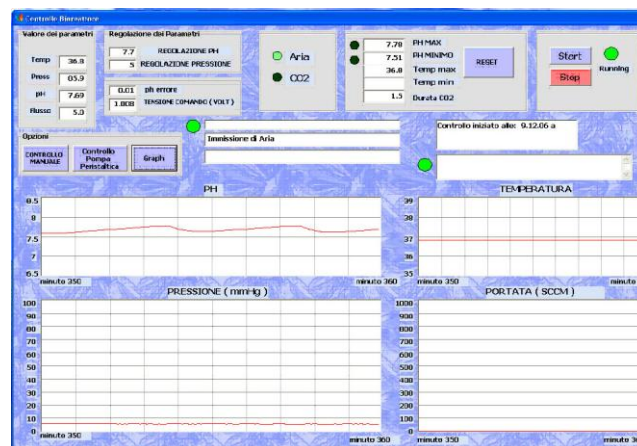 Controllo Bioreattore
Valore dei parametri
Temp 36.8
Press 05.9
pH 7.69
Flusso 5.0
Regolazione dei Parametri
7.7 REGOLAZIONE PH
5 REGOLAZIONE PRESSIONE
0.01 ph errore
1.008 TENSIONE COMANDO ( VOLT )
Aria
CO2
7.78 PH MAX
7.51 PH MINIMO
36.8 Temp max
Temp min
1.5 Durata CO2
RESET
Start
Stop
Running
Opzioni
CONTROLLO MANUALE
Controllo Pompa Peristaltica
Graph
Immissione di Aria
Controllo iniziato alle: 9.12.06 a
PH
8.5
8
7.5
7
6.5
minuto 350
minuto 360
TEMPERATURA
39
38
37
36
35
minuto 350
minuto 36
PRESSIONE ( mmHg )
100
90
80
70
60
50
40
30
20
10
0
minuto 350
minuto 360
PORTATA ( SCCM )
1000
900
800
700
600
500
400
300
200
100
0
minuto 350
minuto 36